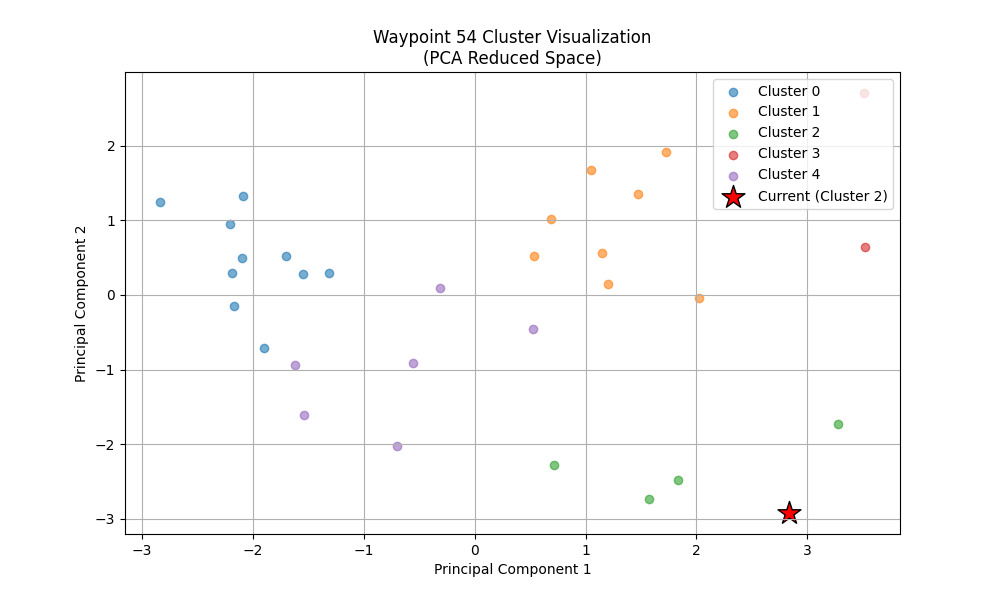 Waypoint 54 Cluster Visualization
(PCA Reduced Space)
Cluster 0
Cluster 1
Cluster 2
Cluster 3
Cluster 4
Current (Cluster 2)
Principal Component 2
2
1
0
−1
−2
−3
−3
−2
−1
0
1
2
3
Principal Component 1